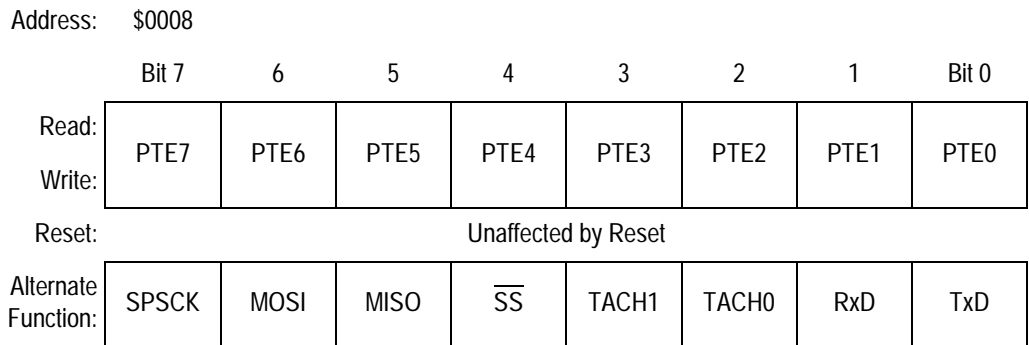 Address: $0008
Bit 7 6 5 4 3 2 1 Bit 0
Read:
PTE7 PTE6 PTE5 PTE4 PTE3 PTE2 PTE1 PTE0
Write:
Reset: Unaffected by Reset
Alternate
Function: SPSCK MOSI MISO S̅S̅ TACH1 TACH0 RxD TxD